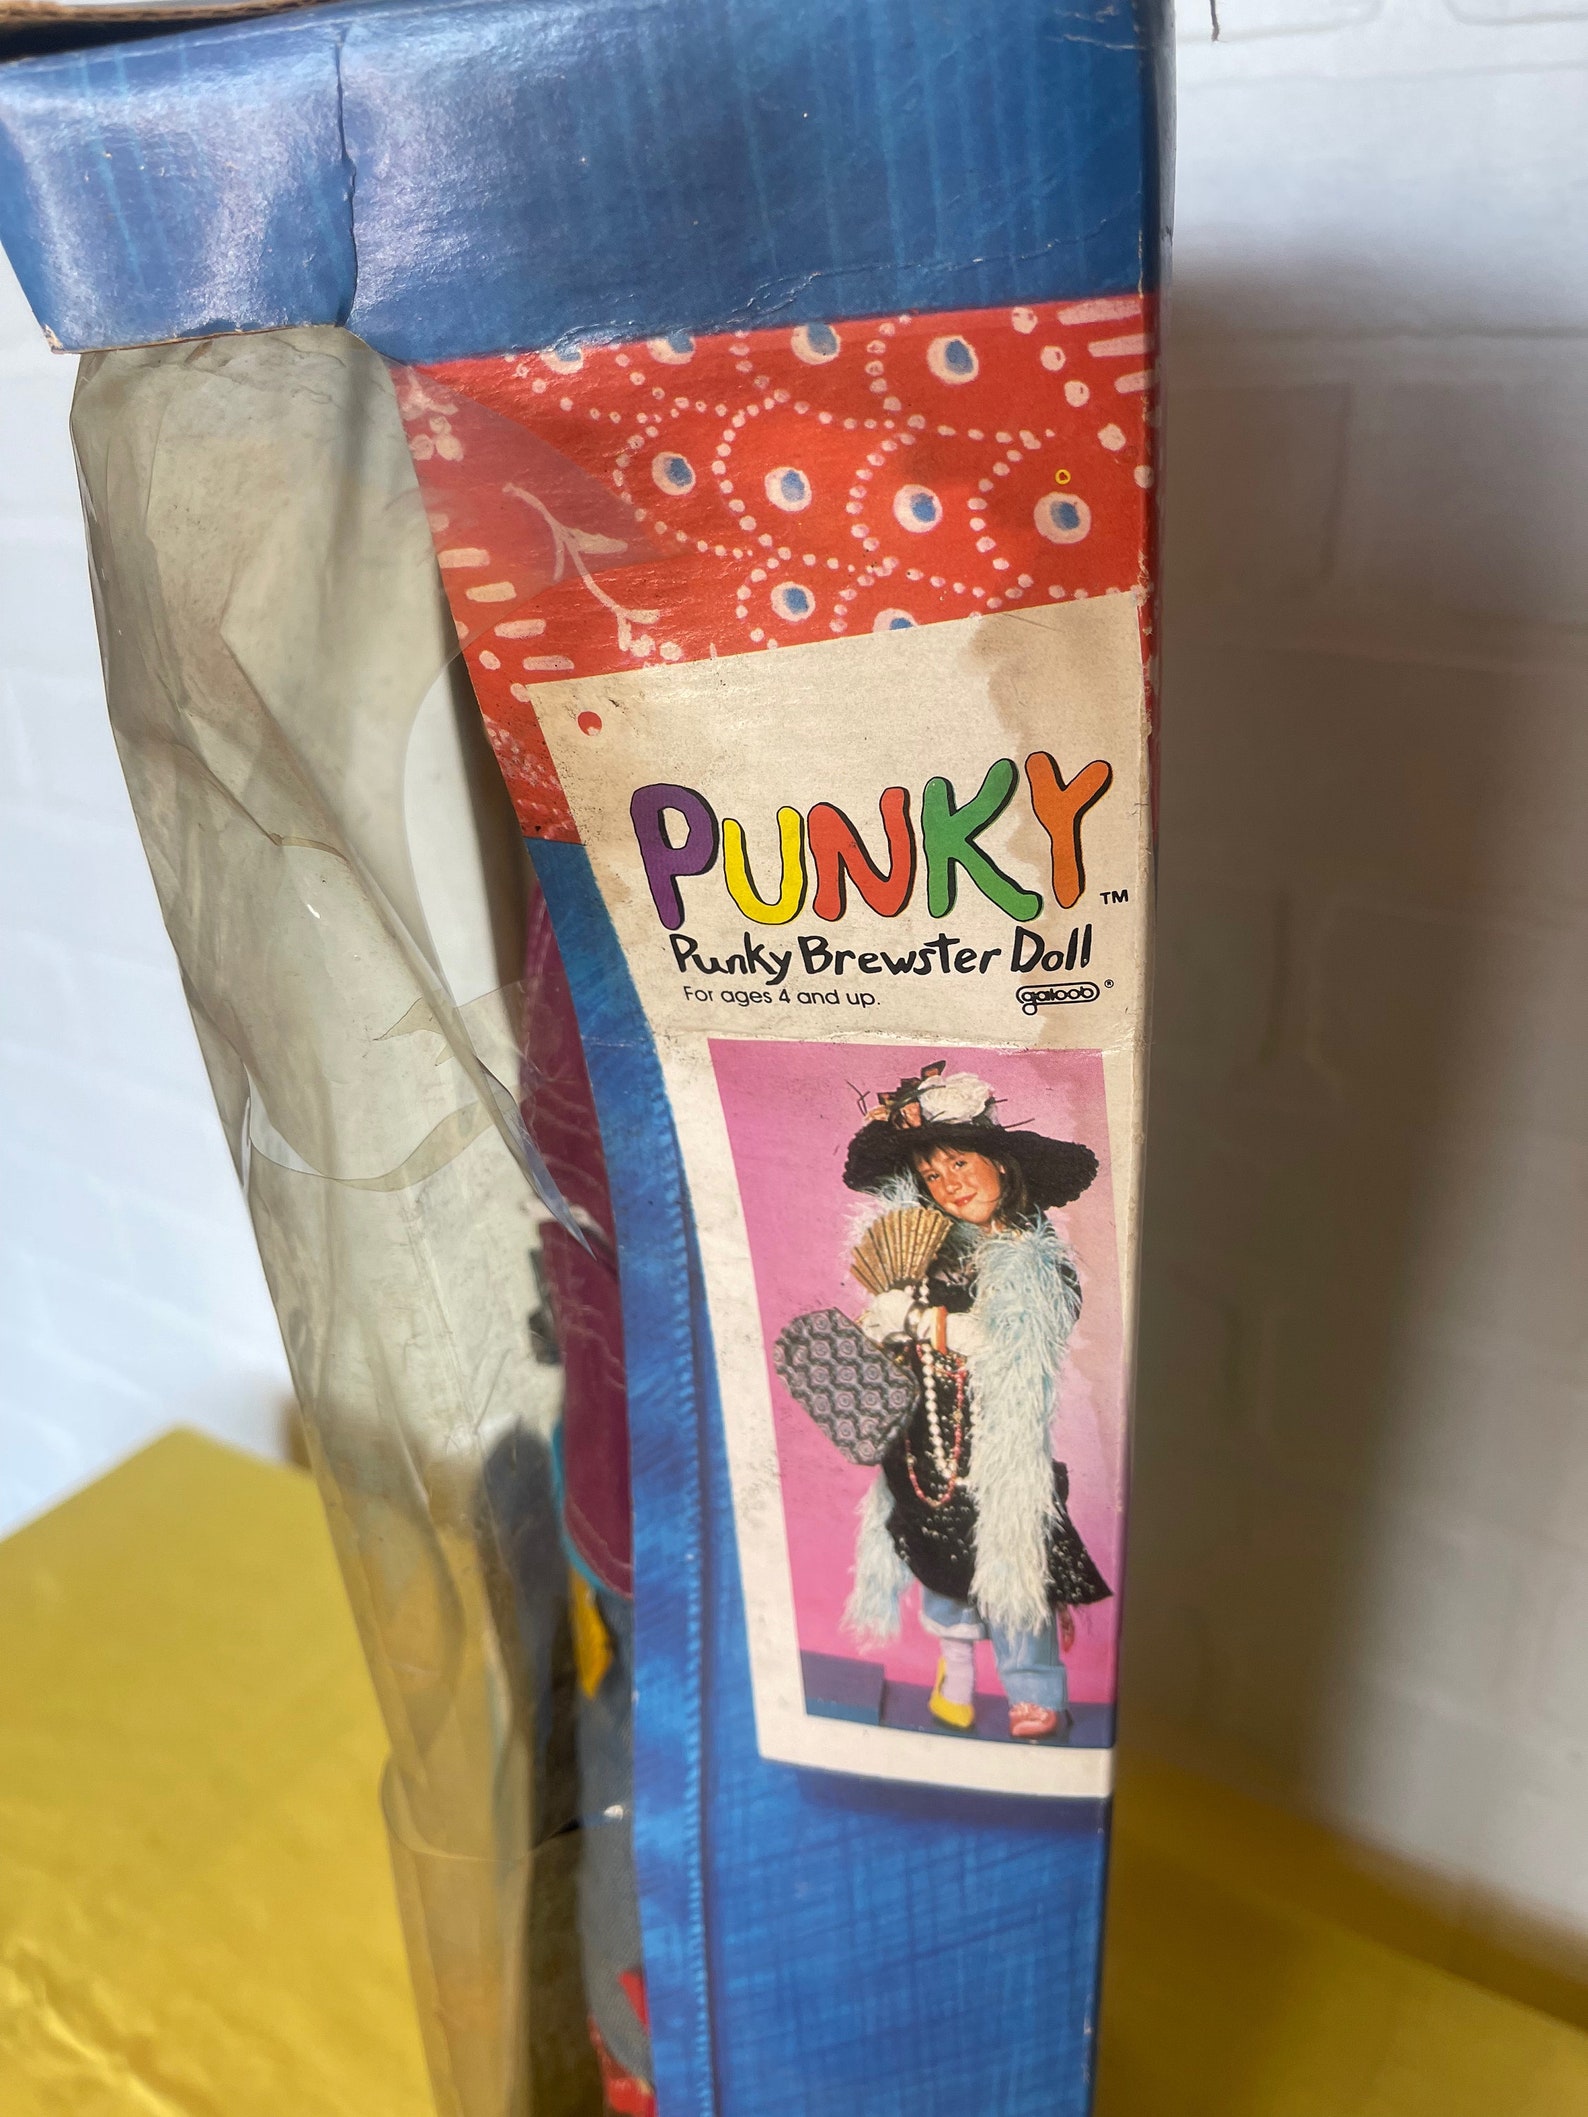 PUNKY™
Punky Brewster Doll
For ages 4 and up.
galoob®